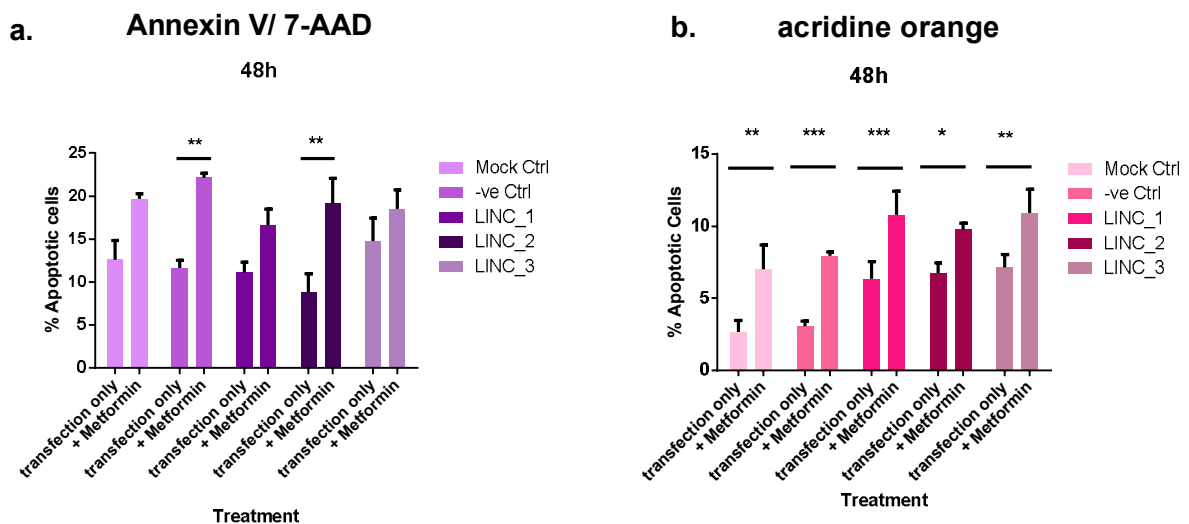 a.
Annexin V/ 7-AAD
48h
** **
% Apoptotic cells
25
20
15
10
5
0
transfection only
+ Metformin
transfection only
+ Metformin
transfection only
+ Metformin
transfection only
+ Metformin
transfection only
+ Metformin
Treatment
Mock Ctrl
-ve Ctrl
LINC_1
LINC_2
LINC_3
b.
acridine orange
48h
** *** *** * **
% Apoptotic Cells
15
10
5
0
transfection only
+ Metformin
transfection only
+ Metformin
transfection only
+ Metformin
transfection only
+ Metformin
transfection only
+ Metformin
Treatment
Mock Ctrl
-ve Ctrl
LINC_1
LINC_2
LINC_3